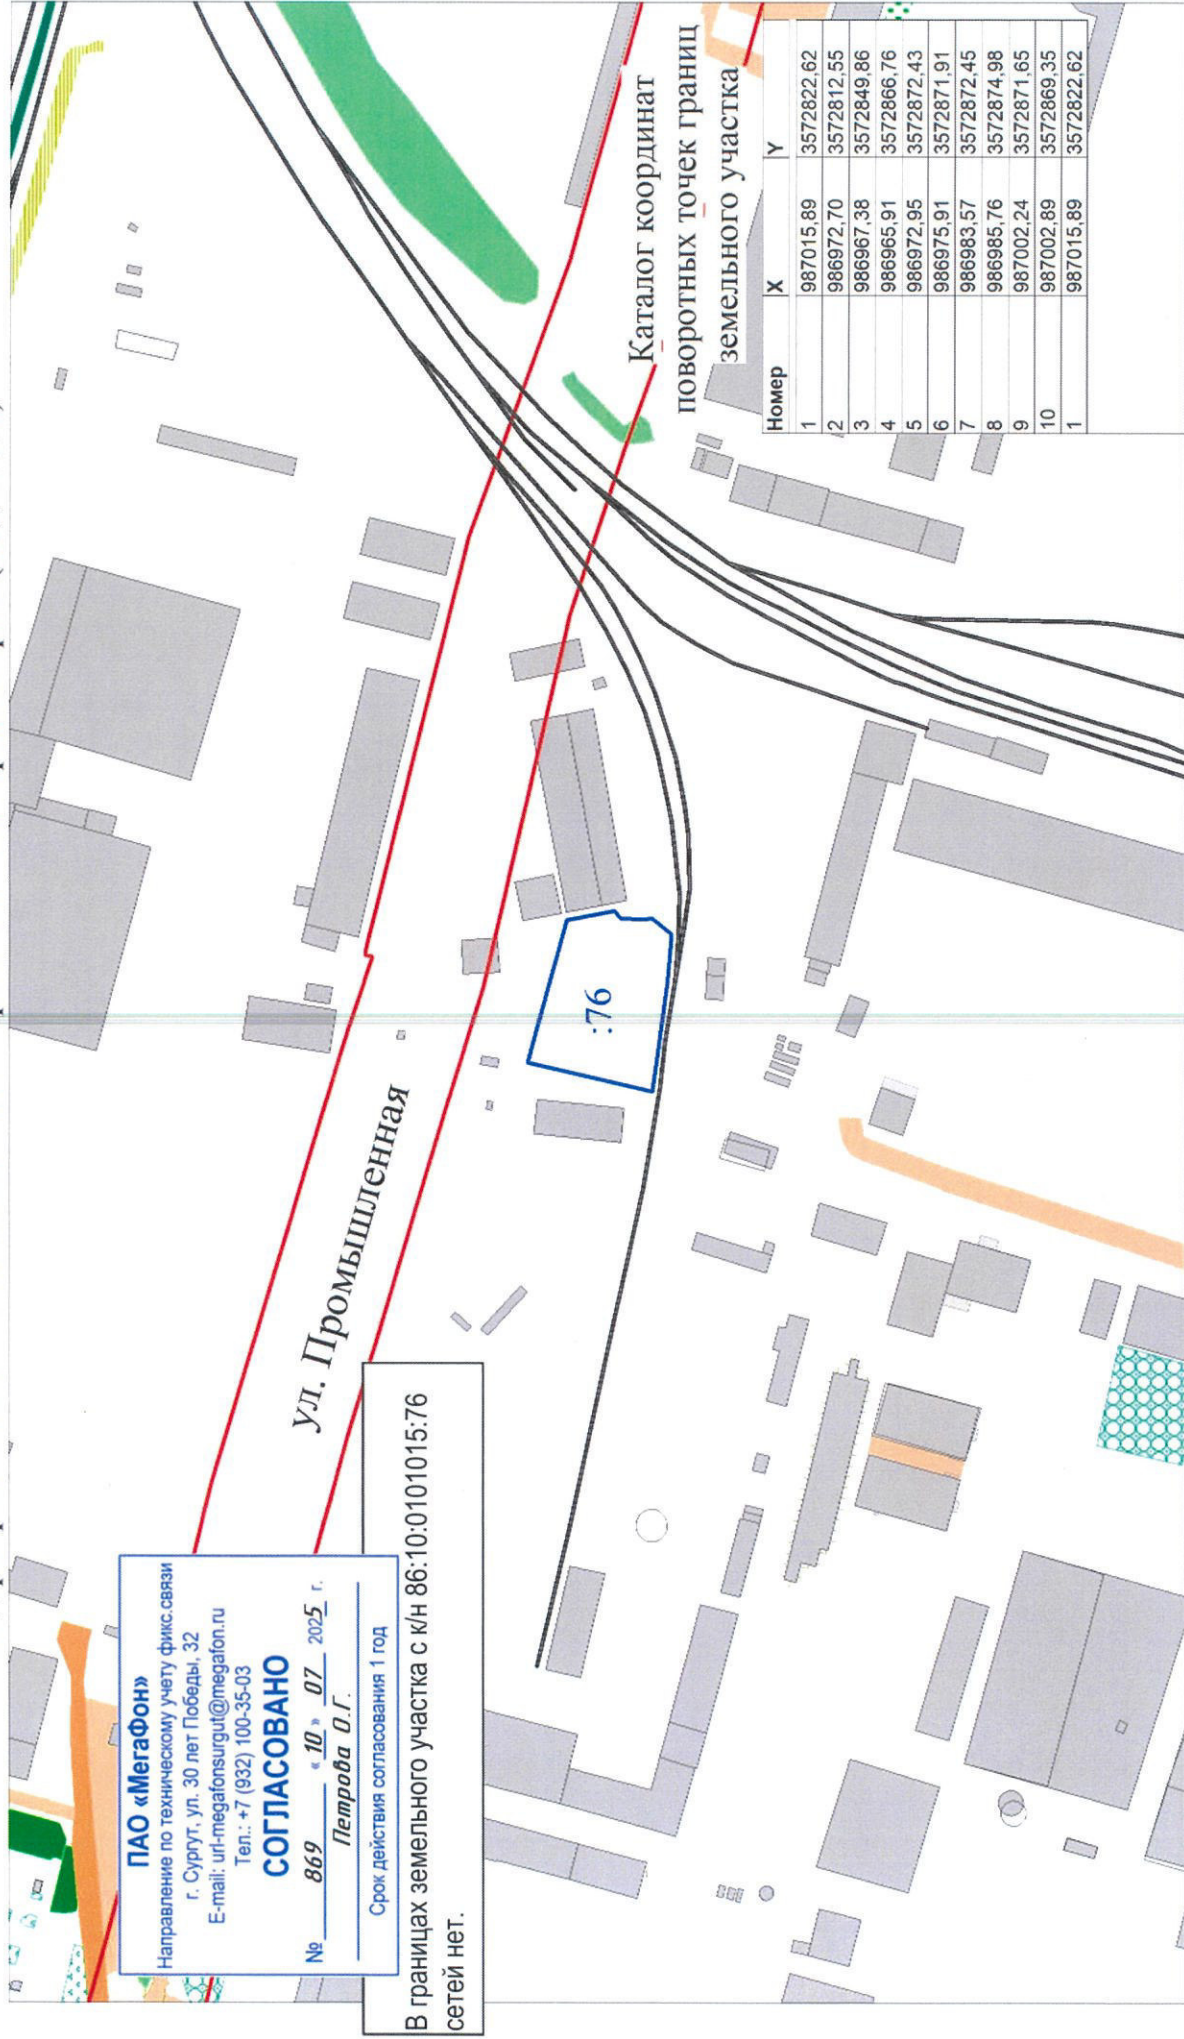 ПАО «МегаФон»
Направление по техническому учету фикс.связи
г. Сургут, ул. 30 лет Победы, 32
E-mail: url-megafonsurgut@megafon.ru
Тел.: +7 (932) 100-35-03
СОГЛАСОВАНО
№ 869 « 10 » 07 2025 г.
Петрова О.Г.
Срок действия согласования 1 год
В границах земельного участка с к/н 86:10:0101015:76
сетей нет.
ул. Промышленная
:76
Каталог координат
поворотных точек границ
земельного участка
Номер X Y
1 987015,89 3572822,62
2 986972,70 3572812,55
3 986967,38 3572849,86
4 986965,91 3572866,76
5 986972,95 3572872,43
6 986975,91 3572871,91
7 986983,57 3572872,45
8 986985,76 3572874,98
9 987002,24 3572871,65
10 987002,89 3572869,35
1 987015,89 3572822,62